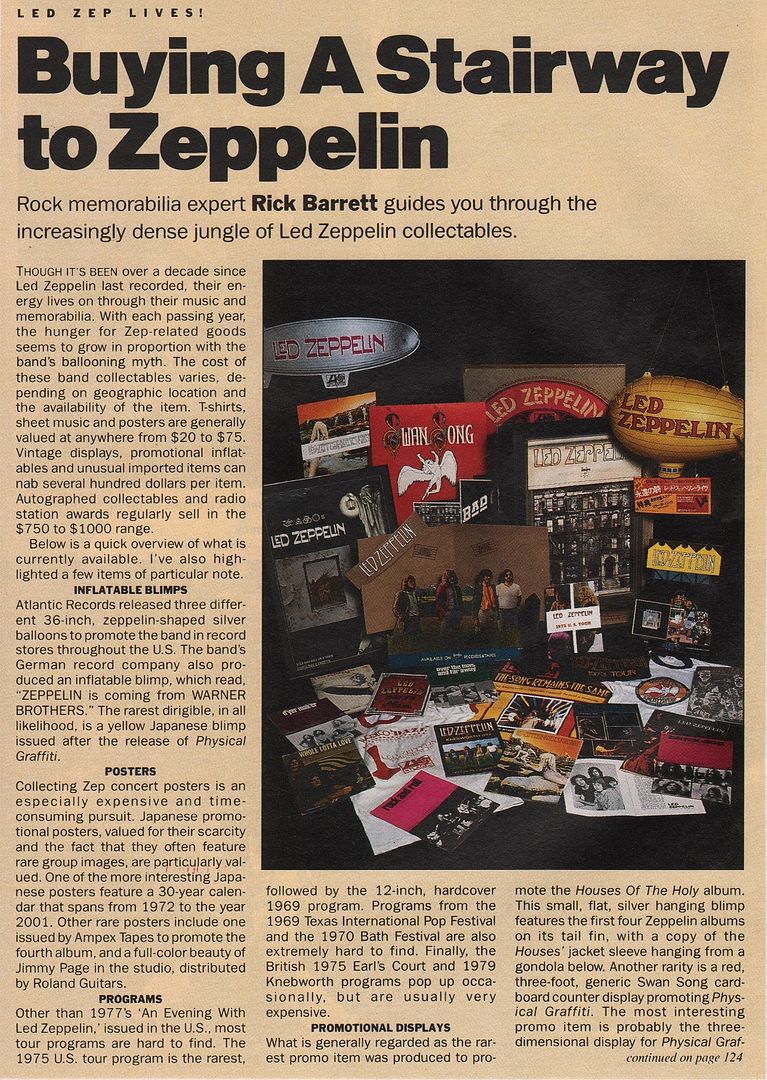 LED ZEP LIVES!
Buying A Stairway
to Zeppelin
Rock memorabilia expert Rick Barrett guides you through the
increasingly dense jungle of Led Zeppelin collectables.
THOUGH IT'S BEEN over a decade since
Led Zeppelin last recorded, their en-
ergy lives on through their music and
memorabilia. With each passing year,
the hunger for Zep-related goods
seems to grow in proportion with the
band's ballooning myth. The cost of
these band collectables varies, de-
pending on geographic location and
the availability of the item. T-shirts,
sheet music and posters are generally
valued at anywhere from $20 to $75.
Vintage displays, promotional inflat-
ables and unusual imported items can
nab several hundred dollars per item.
Autographed collectables and radio
station awards regularly sell in the
$750 to $1000 range.
Below is a quick overview of what is
currently available. I've also high-
lighted a few items of particular note.
INFLATABLE BLIMPS
Atlantic Records released three differ-
ent 36-inch, zeppelin-shaped silver
balloons to promote the band in record
stores throughout the U.S. The band's
German record company also pro-
duced an inflatable blimp, which read,
"ZEPPELIN is coming from WARNER
BROTHERS." The rarest dirigible, in all
likelihood, is a yellow Japanese blimp
issued after the release of Physical
Graffiti.
POSTERS
Collecting Zep concert posters is an
especially expensive and time-
consuming pursuit. Japanese promo-
tional posters, valued for their scarcity
and the fact that they often feature
rare group images, are particularly val-
ued. One of the more interesting Japa-
nese posters feature a 30-year calen-
dar that spans from 1972 to the year
2001. Other rare posters include one
issued by Ampex Tapes to promote the
fourth album, and a full-color beauty of
Jimmy Page in the studio, distributed
by Roland Guitars.
PROGRAMS
Other than 1977's 'An Evening With
Led Zeppelin,' issued in the U.S., most
tour programs are hard to find. The
1975 U.S. tour program is the rarest,
LED ZEPPELIN
LED ZEPPELIN
LED
ZEPPELIN
SWAN SONG
LED ZEPPELIN
BAD
LED ZEPPELIN
LED ZEPPELIN
LED ZEPPELIN
LED ZEPPELIN
1975 U.S. TOUR
AVAILABLE ON
RECORDS & TAPES
over the hills
and far away
THE SONG REMAINS THE SAME
WHOLE LOTTA LOVE
LED ZEPPELIN
LED ZEPPELIN
rock and roll
followed by the 12-inch, hardcover
1969 program. Programs from the
1969 Texas International Pop Festival
and the 1970 Bath Festival are also
extremely hard to find. Finally, the
British 1975 Earl's Court and 1979
Knebworth programs pop up occa-
sionally, but are usually very
expensive.
PROMOTIONAL DISPLAYS
What is generally regarded as the rar-
est promo item was produced to pro-
mote the Houses Of The Holy album.
This small, flat, silver hanging blimp
features the first four Zeppelin albums
on its tail fin, with a copy of the
Houses' jacket sleeve hanging from a
gondola below. Another rarity is a red,
three-foot, generic Swan Song card-
board counter display promoting Phys-
ical Graffiti. The most interesting
promo item is probably the three-
dimensional display for Physical Graf-
continued on page 124